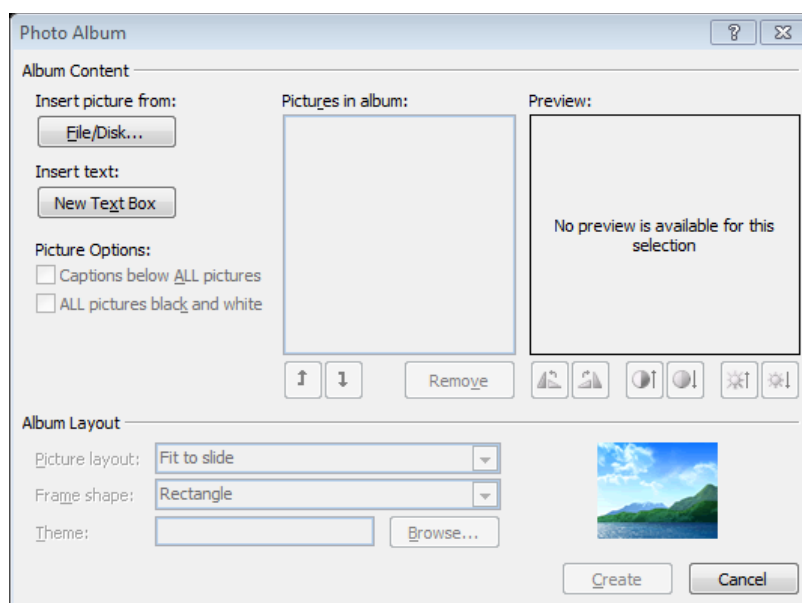 Photo Album
Album Content
Insert picture from:
File/Disk...
Insert text:
New Text Box
Picture Options:
Captions below ALL pictures
ALL pictures black and white
Pictures in album:
Remove
Preview:
No preview is available for this
selection
Album Layout
Picture layout: Fit to slide
Frame shape: Rectangle
Theme:
Browse...
Create
Cancel